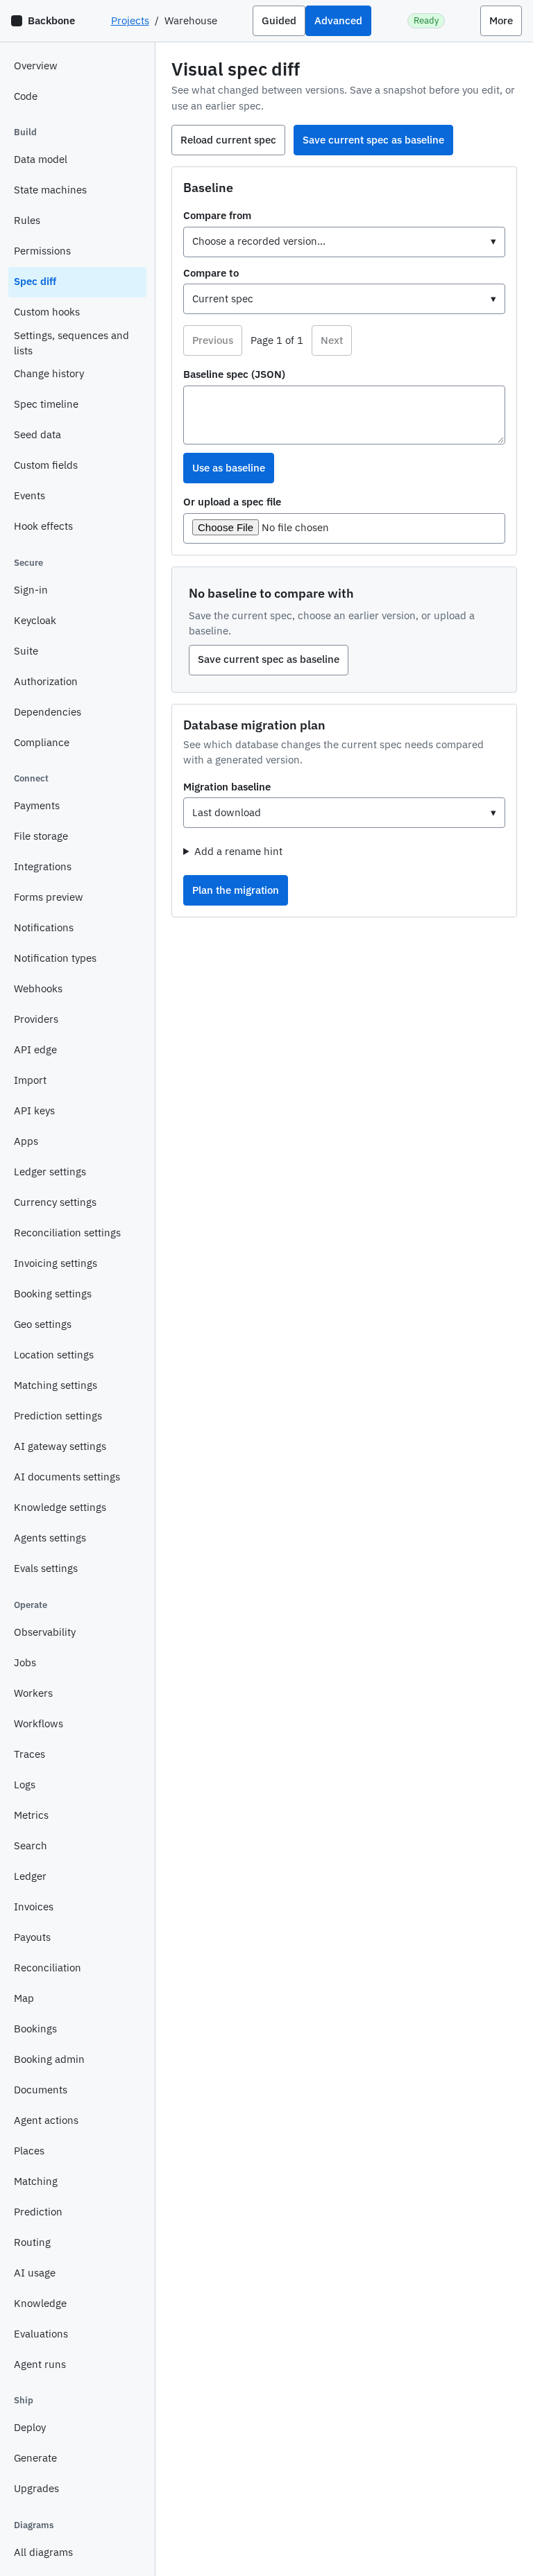 Backbone
Projects / Warehouse
Guided
Advanced
Ready
More
Overview
Code
Build
Data model
State machines
Rules
Permissions
Spec diff
Custom hooks
Settings, sequences and
lists
Change history
Spec timeline
Seed data
Custom fields
Events
Hook effects
Secure
Sign-in
Keycloak
Suite
Authorization
Dependencies
Compliance
Connect
Payments
File storage
Integrations
Forms preview
Notifications
Notification types
Webhooks
Providers
API edge
Import
API keys
Apps
Ledger settings
Currency settings
Reconciliation settings
Invoicing settings
Booking settings
Geo settings
Location settings
Matching settings
Prediction settings
AI gateway settings
AI documents settings
Knowledge settings
Agents settings
Evals settings
Operate
Observability
Jobs
Workers
Workflows
Traces
Logs
Metrics
Search
Ledger
Invoices
Payouts
Reconciliation
Map
Bookings
Booking admin
Documents
Agent actions
Places
Matching
Prediction
Routing
AI usage
Knowledge
Evaluations
Agent runs
Ship
Deploy
Generate
Upgrades
Diagrams
All diagrams
Visual spec diff
See what changed between versions. Save a snapshot before you edit, or
use an earlier spec.
Reload current spec
Save current spec as baseline
Baseline
Compare from
Choose a recorded version...
Compare to
Current spec
Previous
Page 1 of 1
Next
Baseline spec (JSON)
Use as baseline
Or upload a spec file
Choose File No file chosen
No baseline to compare with
Save the current spec, choose an earlier version, or upload a
baseline.
Save current spec as baseline
Database migration plan
See which database changes the current spec needs compared
with a generated version.
Migration baseline
Last download
Add a rename hint
Plan the migration